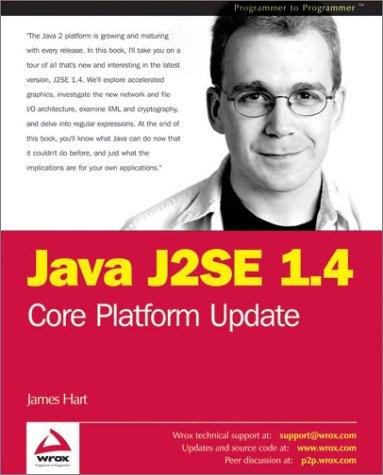 Programmer to Programmer™
"The Java 2 platform is growing and maturing
with every release. In this book, I'll take you on a
tour of all that's new and interesting in the latest
version, J2SE 1.4. We'll explore accelerated
graphics, investigate the new network and file
I/O architecture, examine XML and cryptography,
and delve into regular expressions. At the end of
this book, you'll know what Java can do now that
it couldn't before, and just what the
implications are for your own applications."
Java J2SE 1.4
Core Platform Update
James Hart
wrox
Programmer to Programmer
Wrox technical support at: support@wrox.com
Updates and source code at: www.wrox.com
Peer discussion at: p2p.wrox.com